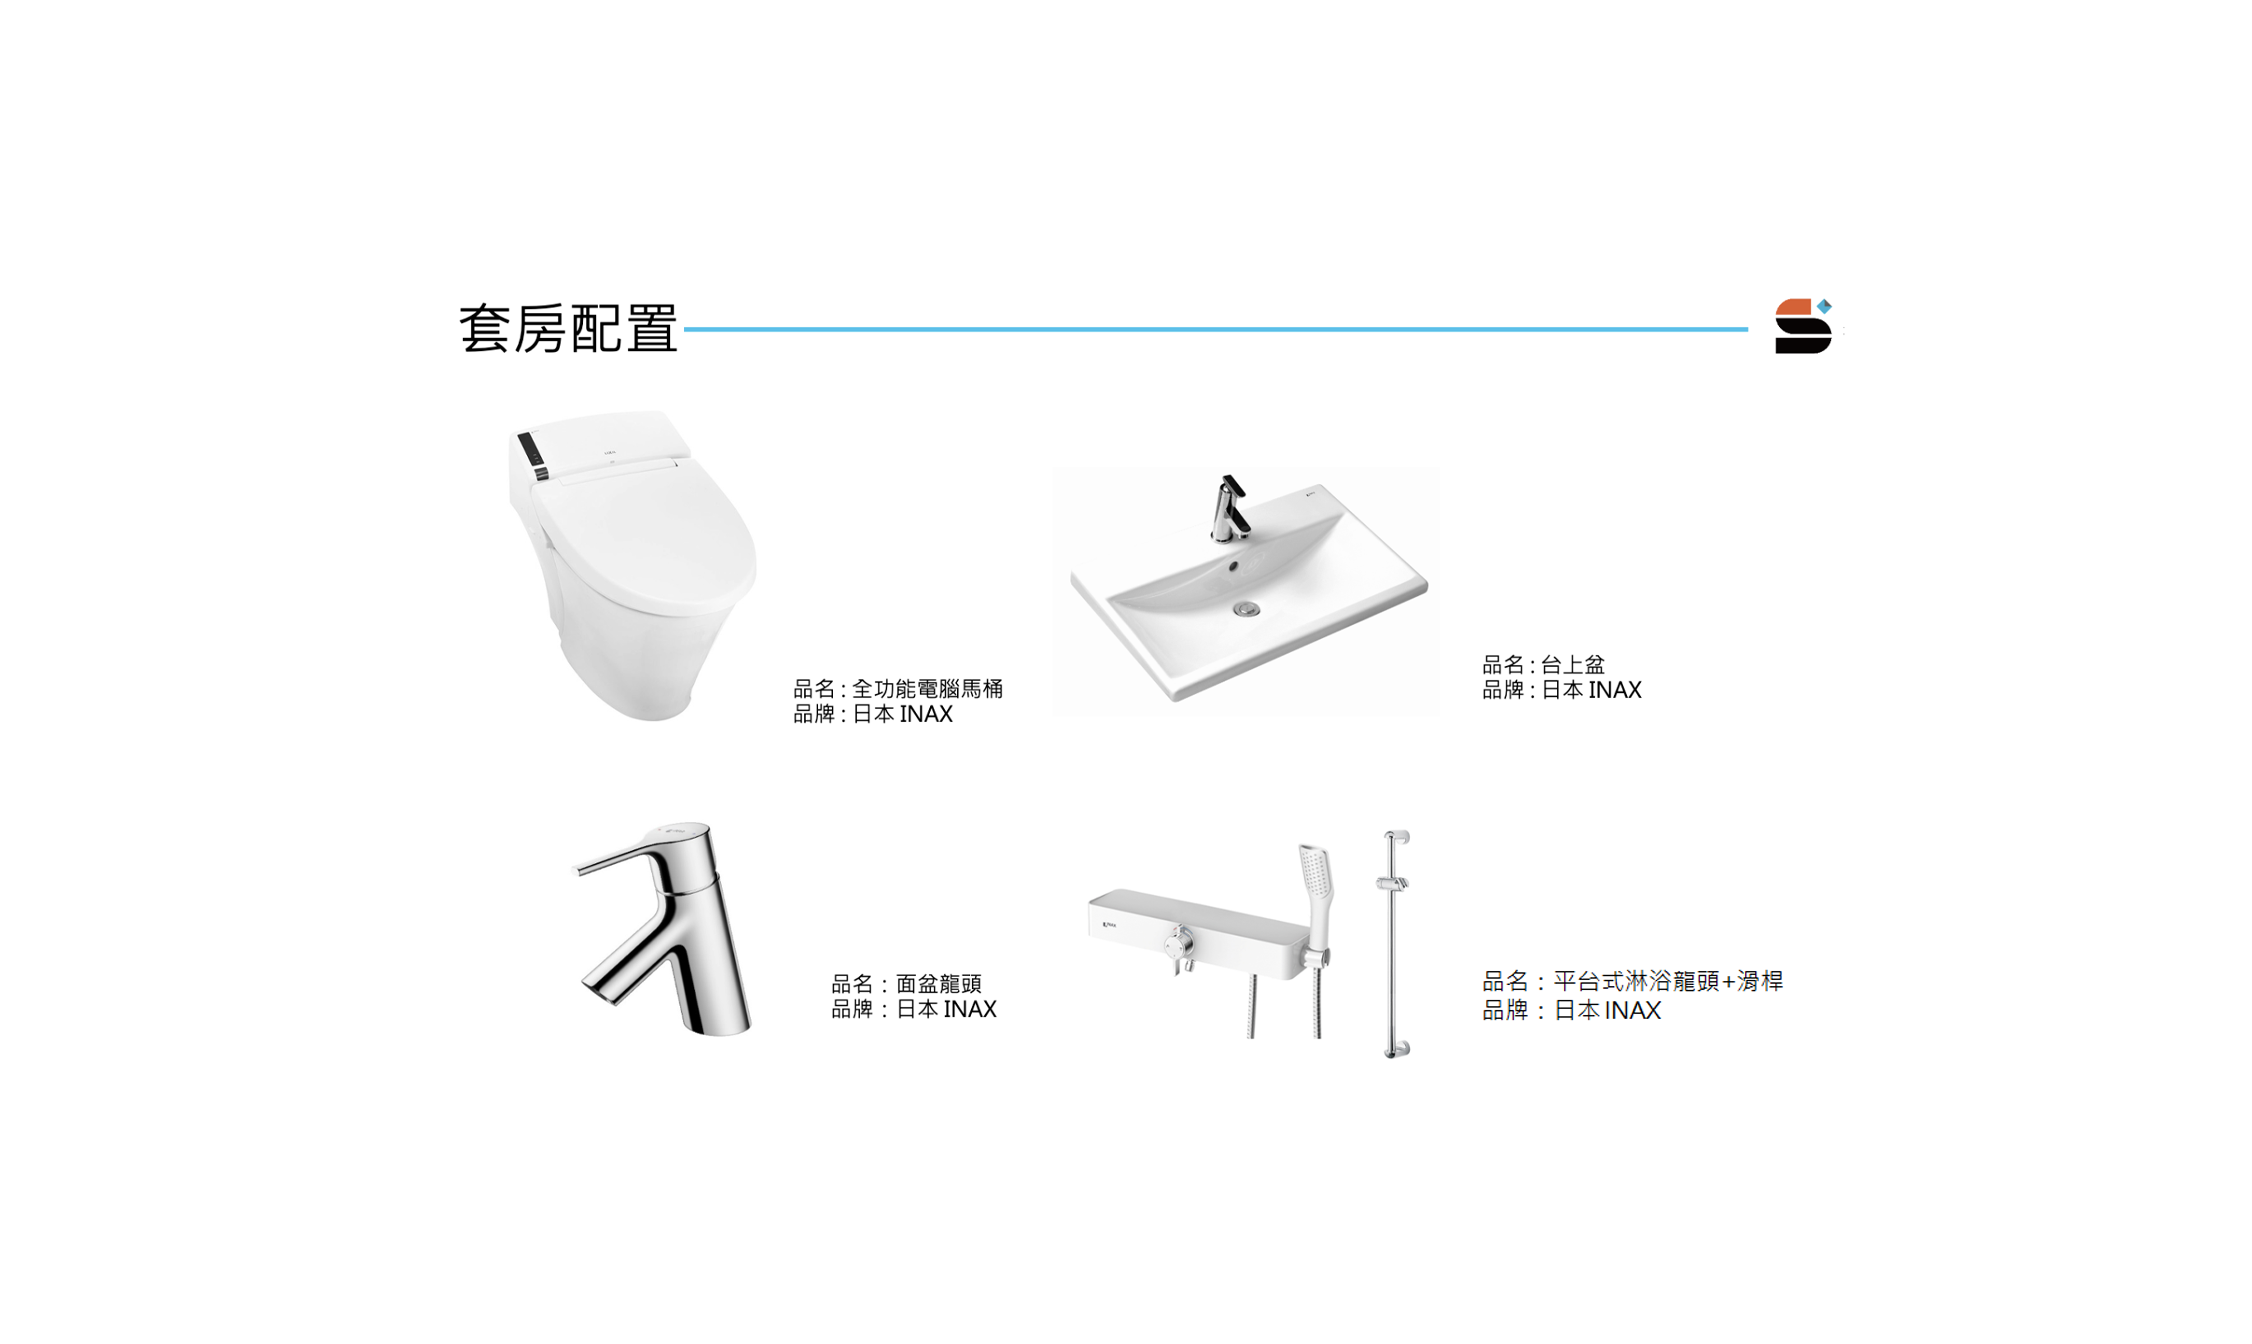 套房配置
品名 : 全功能電腦馬桶
品牌 : 日本 INAX
品名 : 台上盆
品牌 : 日本 INAX
品名：面盆龍頭
品牌：日本 INAX
INAX
品名：平台式淋浴龍頭+滑桿
品牌：日本 INAX